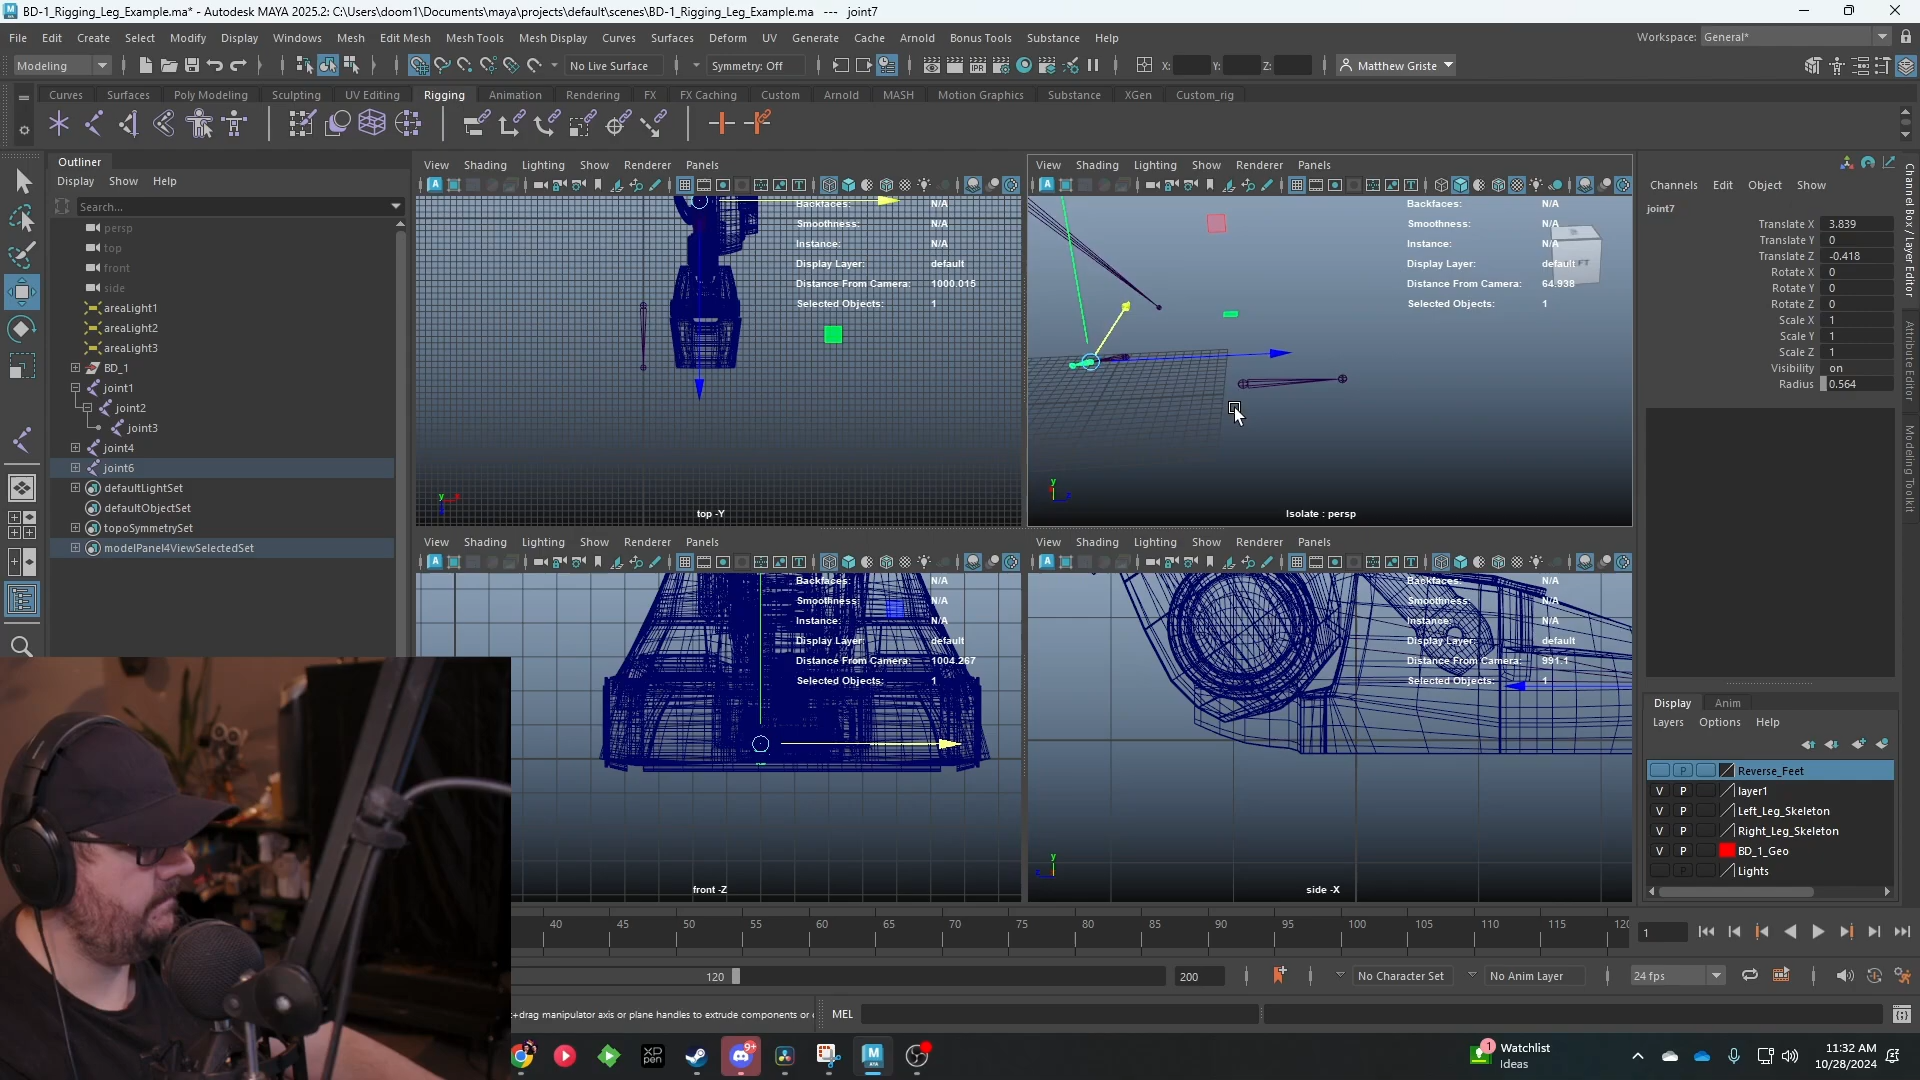 BD-1_Rigging_Leg_Example.ma* - Autodesk MAYA 2025.2: C:\Users\doom1\Documents\maya\projects\default\scenes\BD-1_Rigging_Leg_Example.ma --- joint7
File Edit Create Select Modify Display Windows Mesh Edit Mesh Mesh Tools Mesh Display Curves Surfaces Deform UV Generate Cache Arnold Bonus Tools Substance Help
Workspace: General*
Modeling
No Live Surface
Symmetry: Off
X: Y: Z:
Matthew Griste
Curves Surfaces Poly Modeling Sculpting UV Editing Rigging Animation Rendering FX FX Caching Custom Arnold MASH Motion Graphics Substance XGen Custom_rig
Outliner
Display Show Help
Search...
persp
top
front
side
areaLight1
areaLight2
areaLight3
BD_1
joint1
joint2
joint3
joint4
joint6
defaultLightSet
defaultObjectSet
topoSymmetrySet
modelPanel4ViewSelectedSet
View Shading Lighting Show Renderer Panels
Backfaces: N/A
Smoothness: N/A
Instance: N/A
Display Layer: default
Distance From Camera: 1000.015
Selected Objects: 1
top -Y
View Shading Lighting Show Renderer Panels
Backfaces: N/A
Smoothness: N/A
Instance: N/A
Display Layer: default
Distance From Camera: 64.938
Selected Objects: 1
Isolate : persp
View Shading Lighting Show Renderer Panels
Backfaces: N/A
Smoothness: N/A
Instance: N/A
Display Layer: default
Distance From Camera: 1004.267
Selected Objects: 1
front -Z
View Shading Lighting Show Renderer Panels
Backfaces: N/A
Smoothness: N/A
Instance: N/A
Display Layer: default
Distance From Camera: 991.1
Selected Objects: 1
side -X
Channels Edit Object Show
joint7
Translate X 3.839
Translate Y 0
Translate Z -0.418
Rotate X 0
Rotate Y 0
Rotate Z 0
Scale X 1
Scale Y 1
Scale Z 1
Visibility on
Radius 0.564
Channel Box / Layer Editor
Attribute Editor
Modeling Toolkit
Display Anim
Layers Options Help
P Reverse_Feet
V P layer1
V P Left_Leg_Skeleton
V P Right_Leg_Skeleton
V P BD_1_Geo
P Lights
40 45 50 55 60 65 70 75 80 85 90 95 100 105 110 115 120
1
120
200
No Character Set
No Anim Layer
24 fps
+drag manipulator axis or plane handles to extrude components or
MEL
XP PEN
9+
MAYA
1
Watchlist
Ideas
11:32 AM
10/28/2024